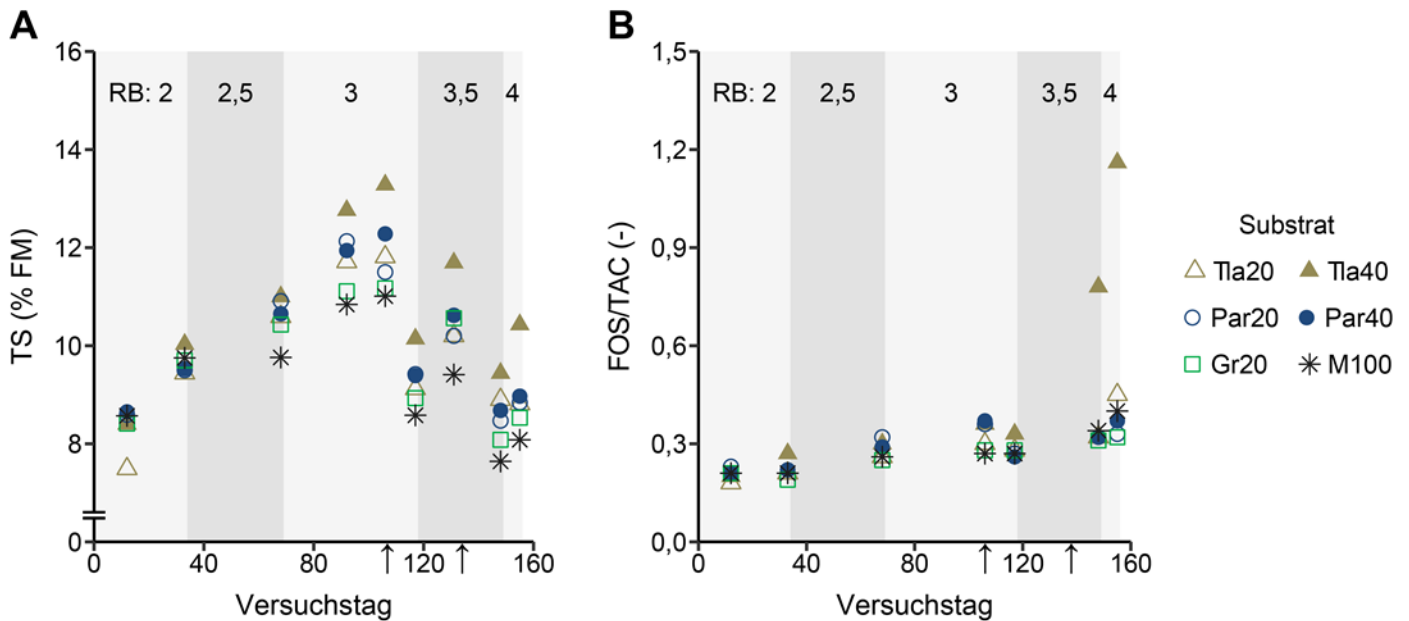 A
TS (% FM)
16
14
12
10
8
0
RB: 2
2,5
3
3,5
4
0
40
80
↑
120
↑
160
Versuchstag
B
FOS/TAC (-)
1,5
1,2
0,9
0,6
0,3
0,0
RB: 2
2,5
3
3,5
4
0
40
80
↑
120
↑
160
Versuchstag
Substrat
Tla20 Tla40
Par20 Par40
Gr20 M100